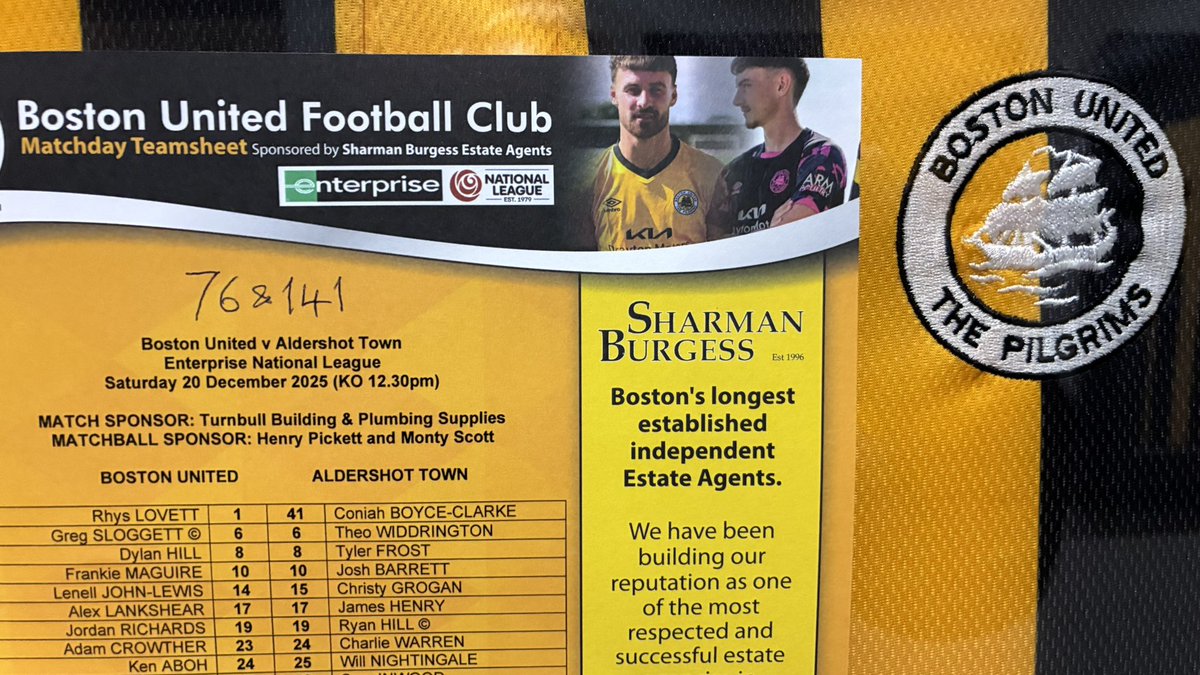 Boston United Football Club
Matchday Teamsheet Sponsored by Sharman Burgess Estate Agents
enterprise NATIONAL LEAGUE EST. 1979
76 & 141
Boston United v Aldershot Town
Enterprise National League
Saturday 20 December 2025 (KO 12.30pm)
MATCH SPONSOR: Turnbull Building & Plumbing Supplies
MATCHBALL SPONSOR: Henry Pickett and Monty Scott
BOSTON UNITED ALDERSHOT TOWN
Rhys LOVETT 1 41 Coniah BOYCE-CLARKE
Greg SLOGGETT © 6 6 Theo WIDDRINGTON
Dylan HILL 8 8 Tyler FROST
Frankie MAGUIRE 10 10 Josh BARRETT
Lenell JOHN-LEWIS 14 15 Christy GROGAN
Alex LANKSHEAR 17 17 James HENRY
Jordan RICHARDS 19 19 Ryan HILL ©
Adam CROWTHER 23 24 Charlie WARREN
Ken ABOH 24 25 Will NIGHTINGALE
SHARMAN
BURGESS Est 1996
Boston's longest
established
independent
Estate Agents.
We have been
building our
reputation as one
of the most
respected and
successful estate
umbro
KIA
KIA
ARM
BOSTON UNITED
THE PILGRIMS